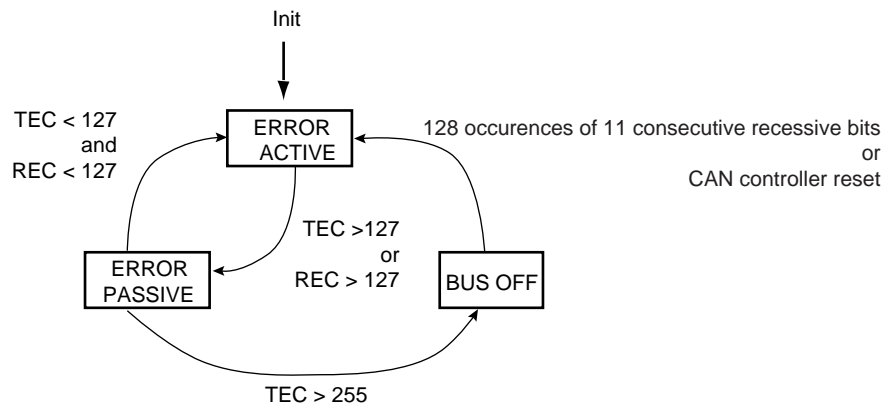 Init
TEC < 127
and
REC < 127
ERROR
ACTIVE
128 occurences of 11 consecutive recessive bits
or
CAN controller reset
TEC >127
or
REC > 127
ERROR
PASSIVE
BUS OFF
TEC > 255